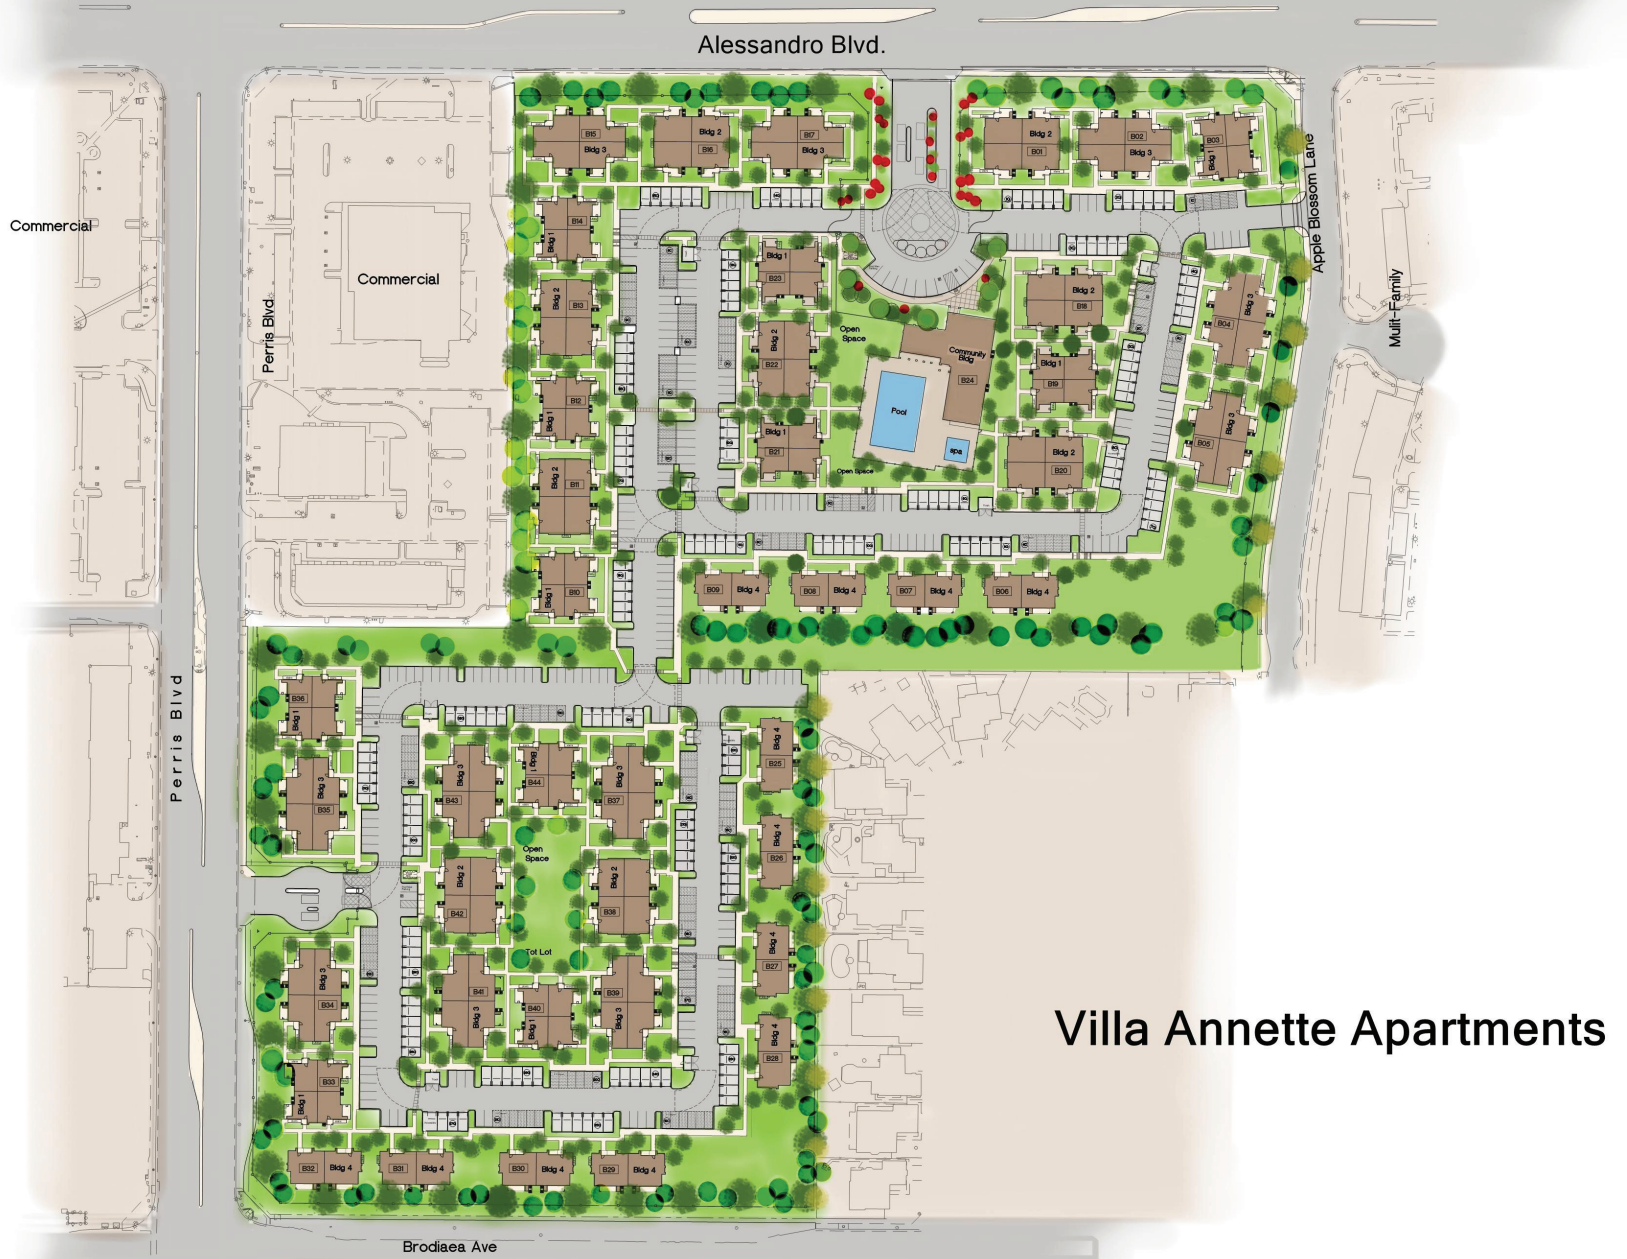 Alessandro Blvd.
B15
Bldg 3
Bldg 2
B16
B17
Bldg 3
Bldg 2
B01
B02
Bldg 3
B03
Bldg 1
Apple Blossom Lane
Commercial
Commercial
Perris Blvd
Mulit-Family
B14
Bldg 1
Bldg 2
B13
B12
Bldg 1
Bldg 2
B11
B10
Bldg 1
Bldg 1
B23
Bldg 2
B22
Bldg 1
B21
Open
Space
Community
Bldg
B24
Pool
spa
Open Space
Bldg 2
B18
Bldg 1
B19
Bldg 2
B20
Bldg 3
B04
Bldg 3
B05
B09
Bldg 4
B08
Bldg 4
B07
Bldg 4
B06
Bldg 4
Perris Blvd
B36
Bldg 1
Bldg 3
B35
Bldg 3
B43
Bldg 1
B44
Bldg 3
B37
Bldg 4
B25
Open
Space
Bldg 4
B26
Bldg 2
B42
Bldg 2
B38
Tot Lot
Bldg 4
B27
Bldg 3
B34
B41
Bldg 3
B40
Bldg 1
B39
Bldg 3
Bldg 4
B28
B33
Bldg 1
B32
Bldg 4
B31
Bldg 4
B30
Bldg 4
B29
Bldg 4
Villa Annette Apartments
Brodiaea Ave